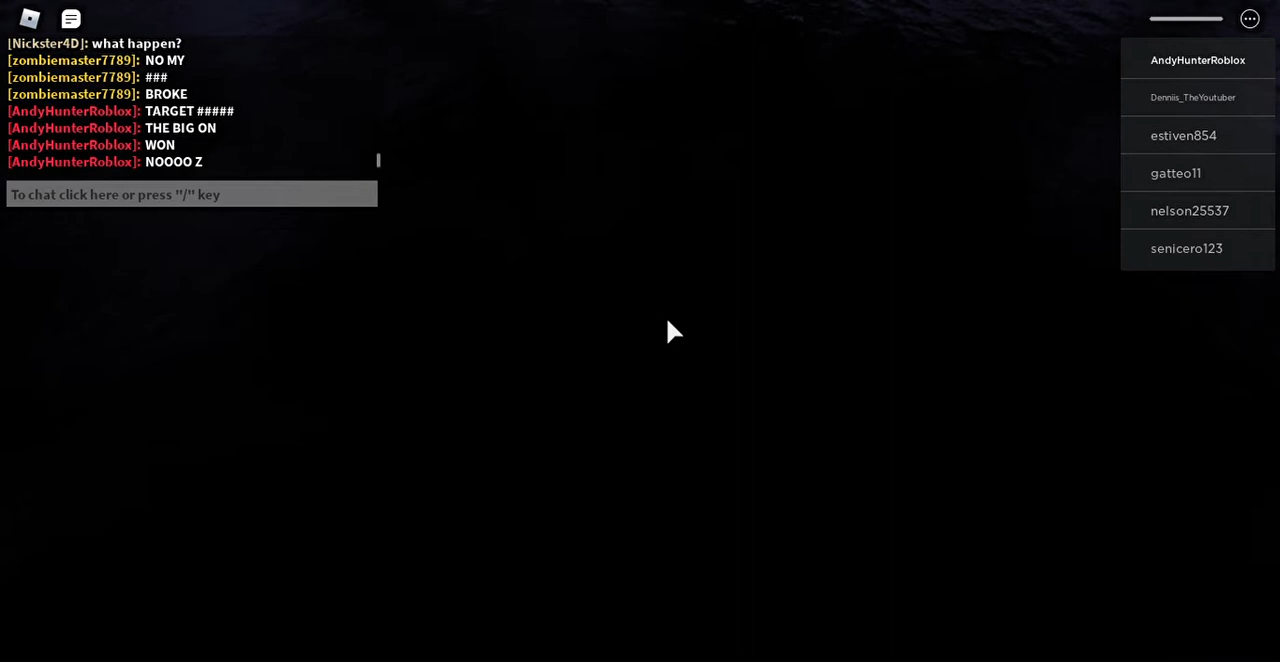 [Nickster4D]: what happen?
[zombiemaster7789]: NO MY
[zombiemaster7789]: ###
[zombiemaster7789]: BROKE
[AndyHunterRoblox]: TARGET #####
[AndyHunterRoblox]: THE BIG ON
[AndyHunterRoblox]: WON
[AndyHunterRoblox]: NOOOO Z
To chat click here or press "/" key
AndyHunterRoblox
Denniis_TheYoutuber
estiven854
gatteo11
nelson25537
senicero123